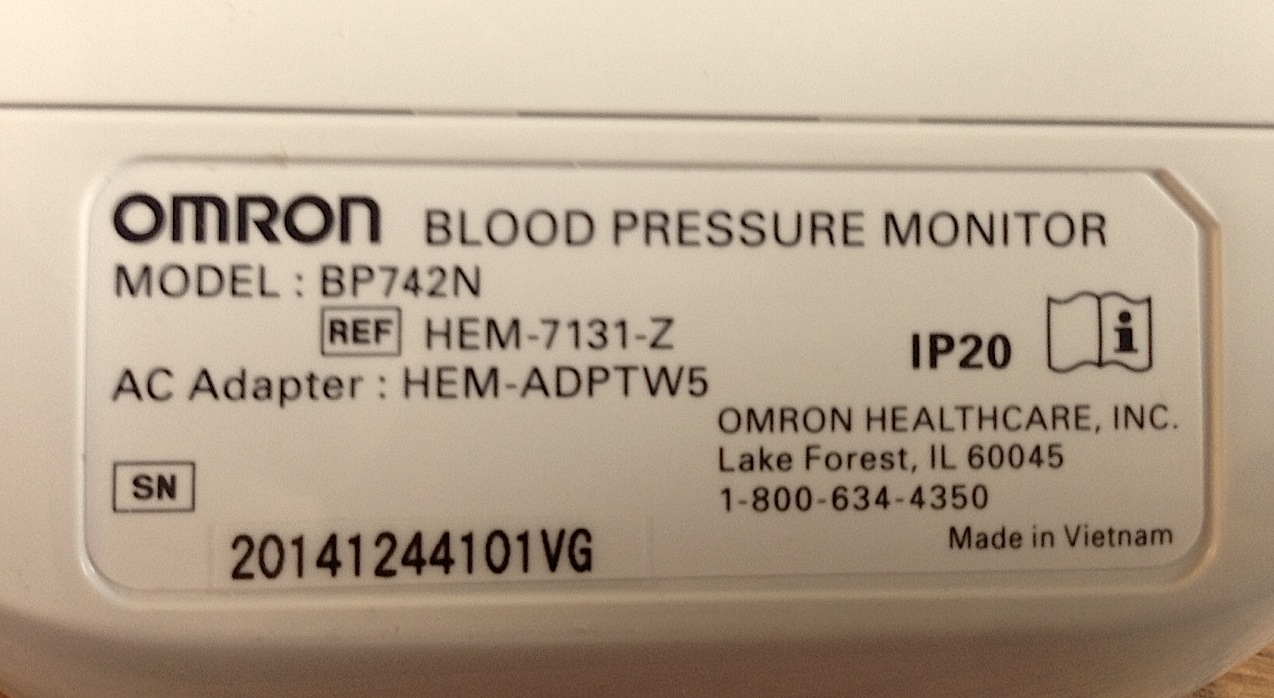 OMRON BLOOD PRESSURE MONITOR
MODEL : BP742N
REF HEM-7131-Z
IP20
AC Adapter : HEM-ADPTW5
OMRON HEALTHCARE, INC.
Lake Forest, IL 60045
1-800-634-4350
Made in Vietnam
SN
20141244101VG